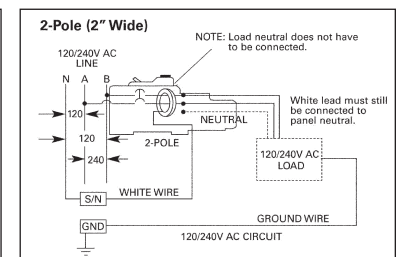 2-Pole (2" Wide)
NOTE: Load neutral does not have
to be connected.
120/240V AC
LINE
N A B
120
120
240
NEUTRAL
2-POLE
White lead must still
be connected to
panel neutral.
120/240V AC
LOAD
WHITE WIRE
S/N
GROUND WIRE
GND
120/240V AC CIRCUIT